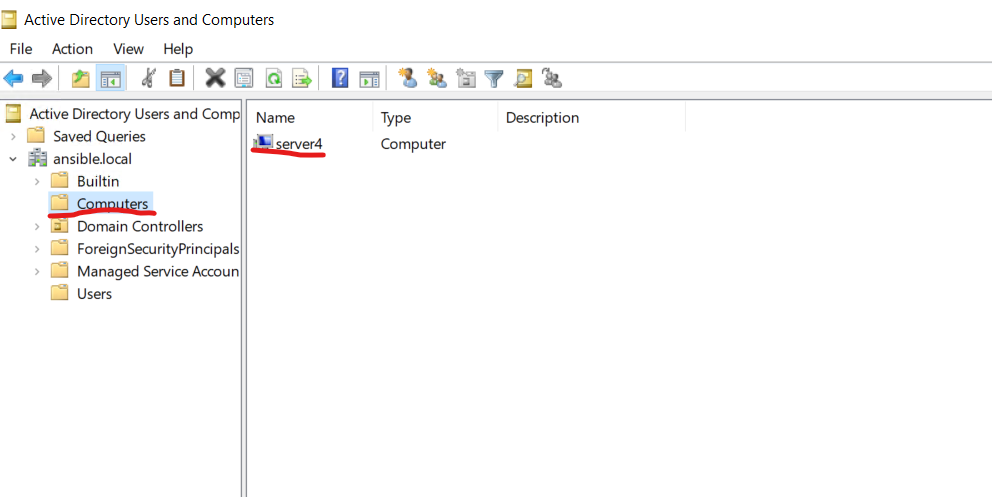 Active Directory Users and Computers
File Action View Help
Active Directory Users and Comp
Saved Queries
ansible.local
Builtin
Computers
Domain Controllers
ForeignSecurityPrincipals
Managed Service Accoun
Users
Name Type Description
server4 Computer